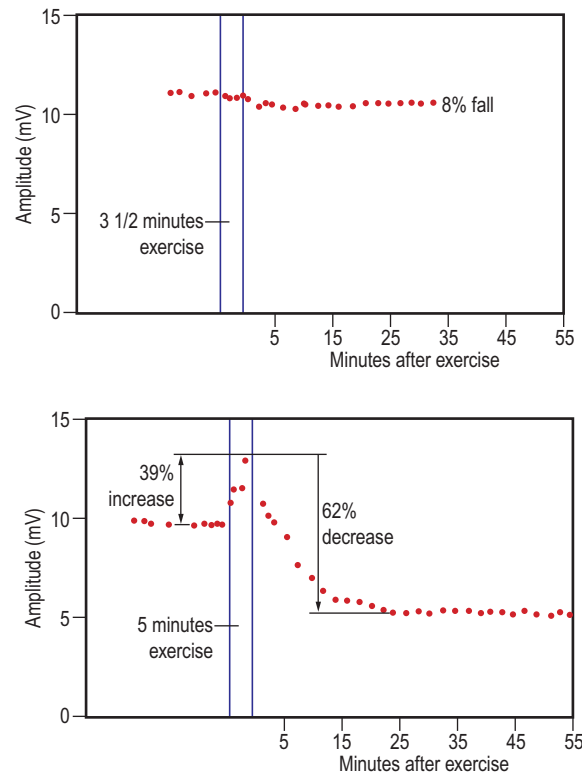 15
10
5
0
Amplitude (mV)
8% fall
3 1/2 minutes
exercise
5 15 25 35 45 55
Minutes after exercise
15
10
5
0
Amplitude (mV)
39%
increase
62%
decrease
5 minutes
exercise
5 15 25 35 45 55
Minutes after exercise